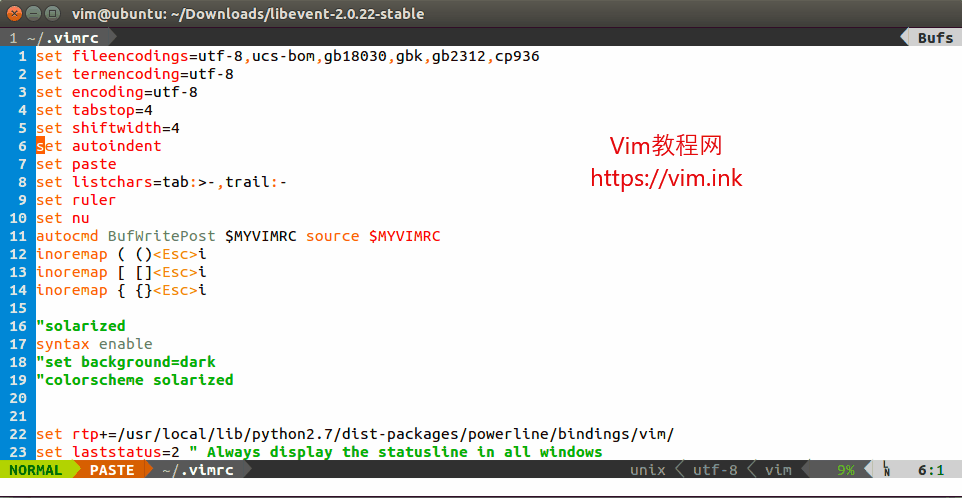 vim@ubuntu: ~/Downloads/libevent-2.0.22-stable
1 ~/.vimrc Bufs
1 set fileencodings=utf-8,ucs-bom,gb18030,gbk,gb2312,cp936
2 set termencoding=utf-8
3 set encoding=utf-8
4 set tabstop=4
5 set shiftwidth=4
6 set autoindent
7 set paste
8 set listchars=tab:>-,trail:-
9 set ruler
10 set nu
11 autocmd BufWritePost $MYVIMRC source $MYVIMRC
12 inoremap ( ()<Esc>i
13 inoremap [ []<Esc>i
14 inoremap { {}<Esc>i
15
16 "solarized
17 syntax enable
18 "set background=dark
19 "colorscheme solarized
20
21
22 set rtp+=/usr/local/lib/python2.7/dist-packages/powerline/bindings/vim/
23 set laststatus=2 " Always display the statusline in all windows
Vim教程网
https://vim.ink
NORMAL PASTE ~/.vimrc unix utf-8 vim 9% LN 6:1